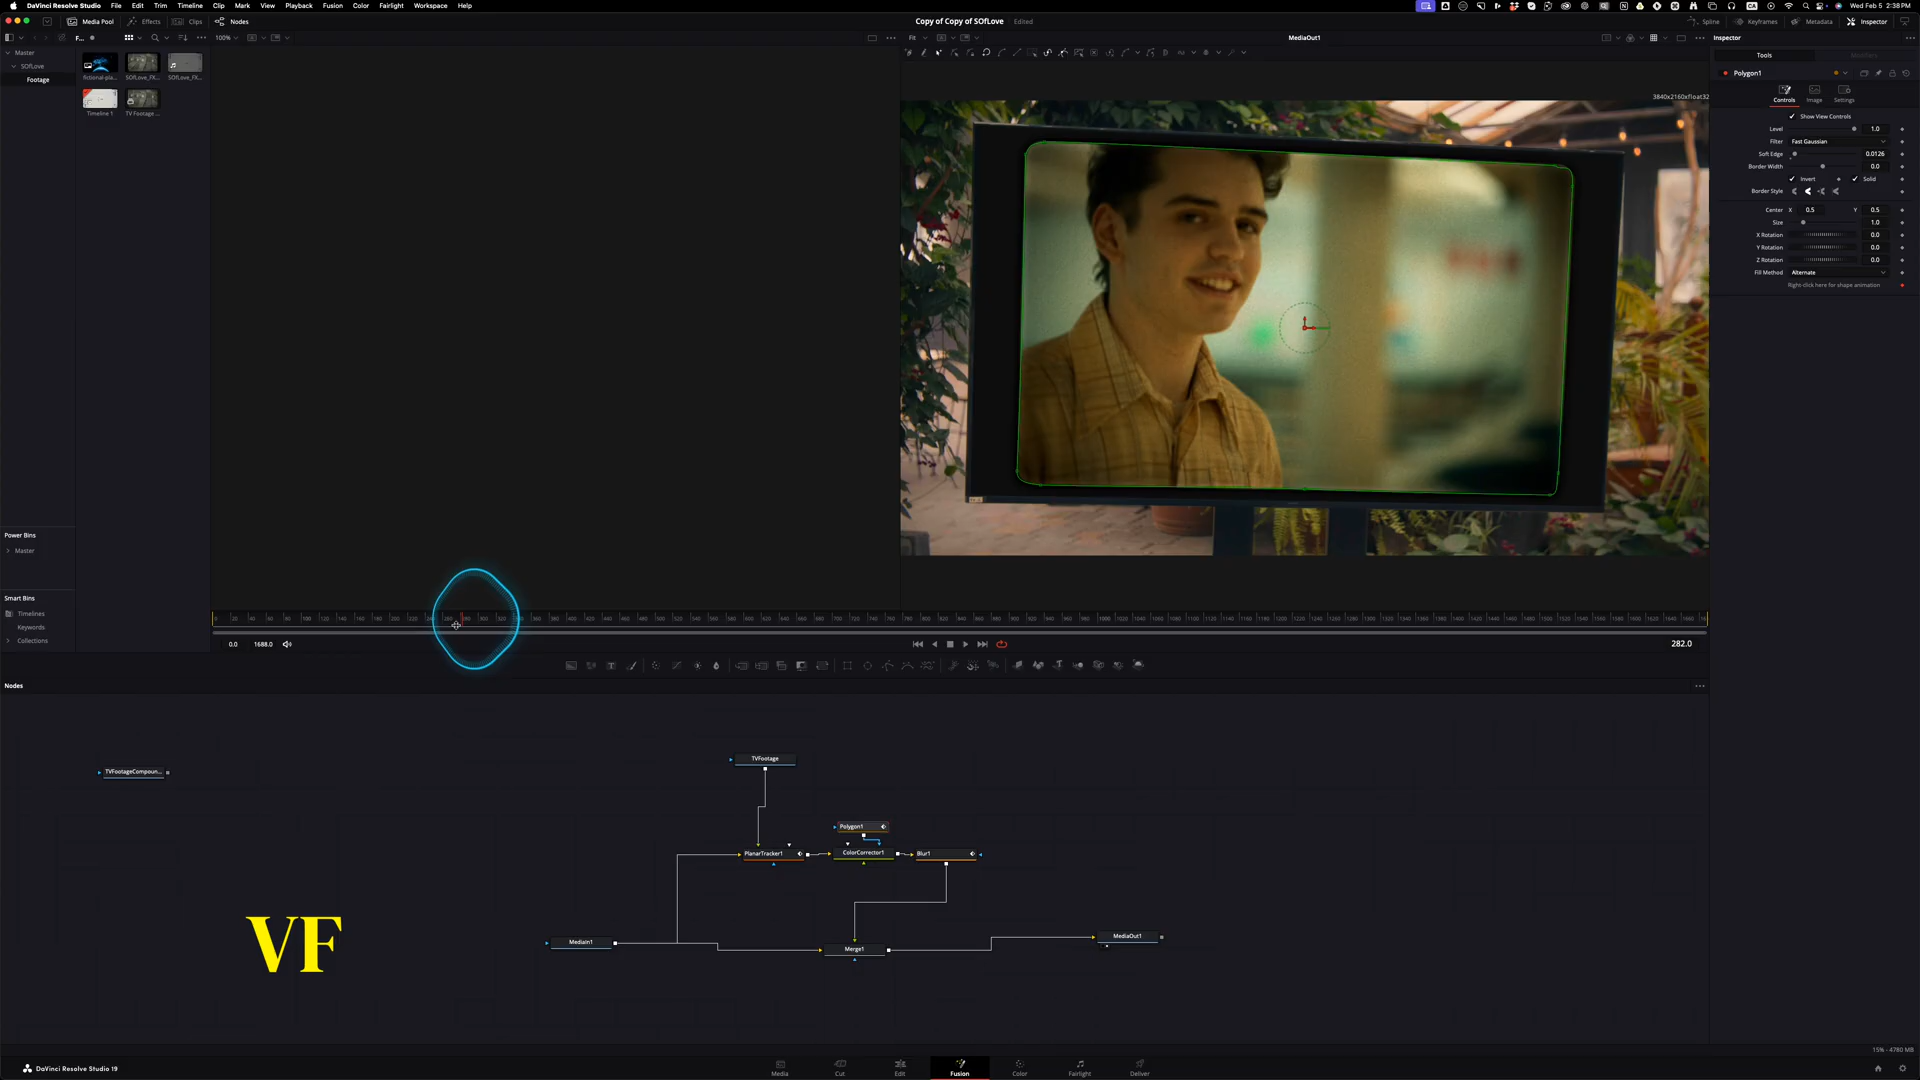 DaVinci Resolve Studio File Edit Trim Timeline Clip Mark View Playback Fusion Color Fairlight Workspace Help
Wed Feb 5 2:38 PM
Media Pool Effects Clips Nodes
Copy of Copy of SOfLove Edited
Spline Keyframes Metadata Inspector
F... 100% Fit MediaOut1 Inspector
Master
SOfLove
Footage
fictional-pla... SOfLove_FX... SOfLove_FX...
Timeline 1 TV Footage ...
Power Bins
Master
Smart Bins
Timelines
Keywords
Collections
3840x2160xfloat32
Tools Modifiers
Polygon1
Controls Image Settings
Show View Controls
Level 1.0
Filter Fast Gaussian
Soft Edge 0.0126
Border Width 0.0
Invert Solid
Border Style
Center X 0.5 Y 0.5
Size 1.0
X Rotation 0.0
Y Rotation 0.0
Z Rotation 0.0
Fill Method Alternate
Right-click here for shape animation
0.0 1688.0 282.0
Nodes
TVFootageCompoun...
TVFootage
Polygon1
PlanarTracker1 ColorCorrector1 Blur1
MediaIn1 Merge1 MediaOut1
VF
15% - 4780 MB
DaVinci Resolve Studio 19
Media Cut Edit Fusion Color Fairlight Deliver